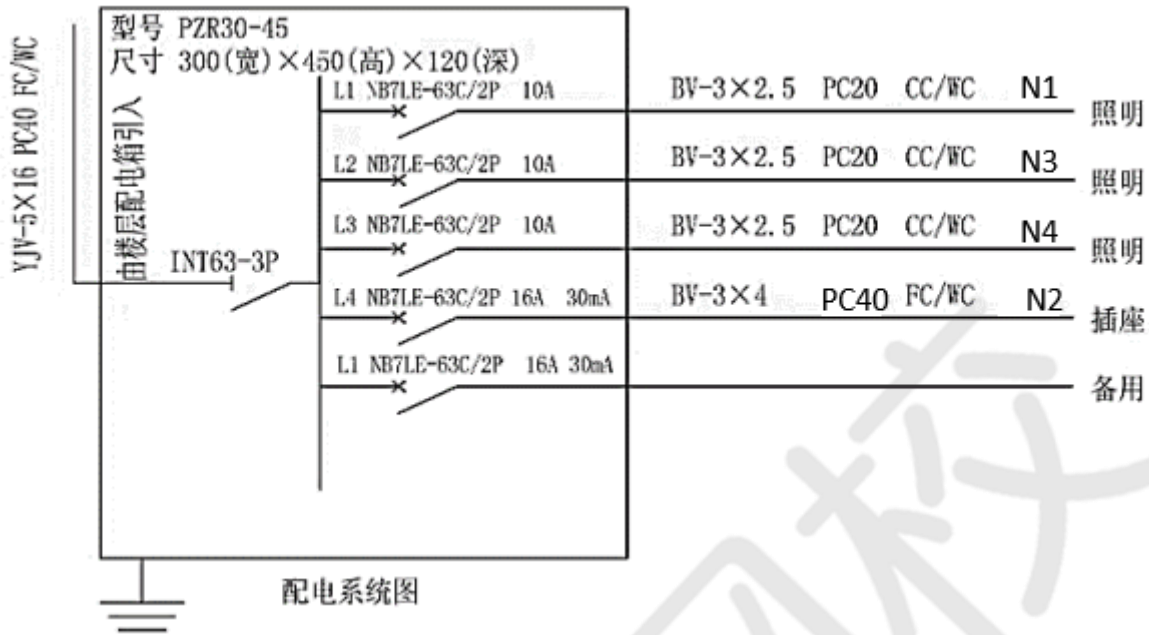 型号 PZR30-45
尺寸 300(宽)×450(高)×120(深)
YJV-5×16 PC40 FC/WC
由楼层配电箱引入
INT63-3P
L1 NB7LE-63C/2P 10A BV-3×2.5 PC20 CC/WC N1 照明
L2 NB7LE-63C/2P 10A BV-3×2.5 PC20 CC/WC N3 照明
L3 NB7LE-63C/2P 10A BV-3×2.5 PC20 CC/WC N4 照明
L4 NB7LE-63C/2P 16A 30mA BV-3×4 PC40 FC/WC N2 插座
L1 NB7LE-63C/2P 16A 30mA 备用
配电系统图